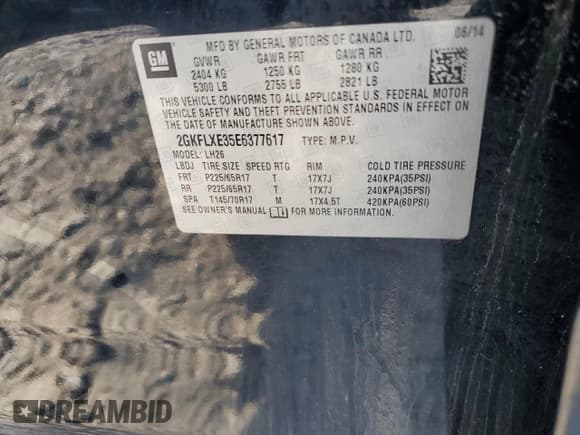 GM
MFD BY GENERAL MOTORS OF CANADA LTD. 06/14
GVWR GAWR FRT GAWR RR
2404 KG 1250 KG 1280 KG
5300 LB 2755 LB 2821 LB
THIS VEHICLE CONFORMS TO ALL APPLICABLE U.S. FEDERAL MOTOR
VEHICLE SAFETY AND THEFT PREVENTION STANDARDS IN EFFECT ON
THE DATE OF MANUFACTURE SHOWN ABOVE.
2GKFLXE35E6377617 TYPE: M.P.V.
MODEL: LH26
LBDJ TIRE SIZE SPEED RTG RIM COLD TIRE PRESSURE
FRT P225/65R17 T 17X7J 240KPA(35PSI)
RR P225/65R17 T 17X7J 240KPA(35PSI)
SPA T145/70R17 M 17X4.5T 420KPA(60PSI)
SEE OWNER'S MANUAL FOR MORE INFORMATION.
DREAMBID